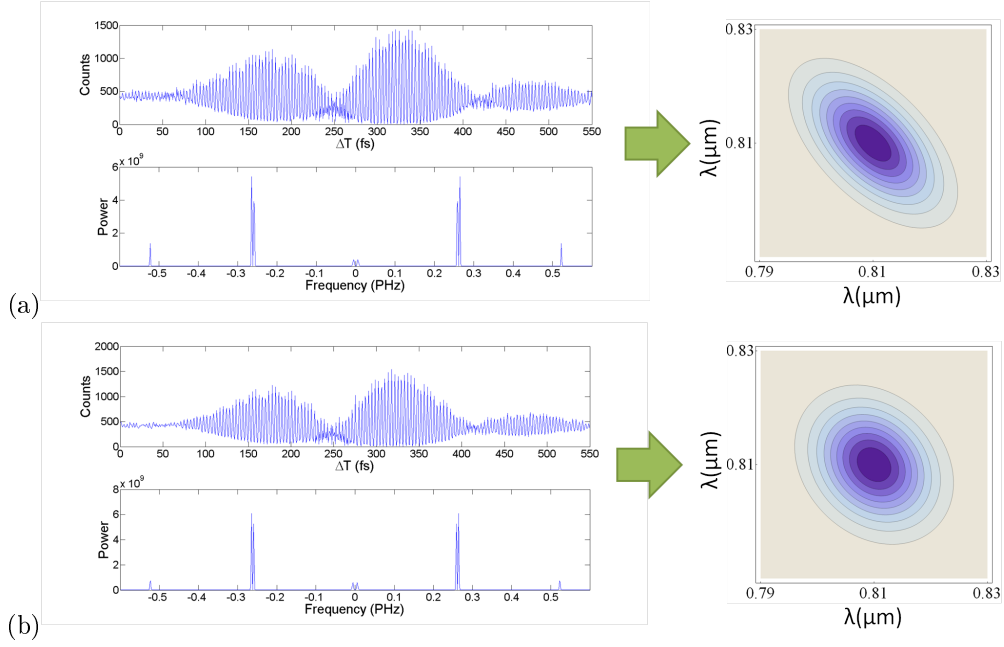 1500
1000
500
0
Counts
0 50 100 150 200 250 300 350 400 450 500 550
ΔT (fs)
6 x 10^9
4
2
0
Power
-0.5 -0.4 -0.3 -0.2 -0.1 0 0.1 0.2 0.3 0.4 0.5
Frequency (PHz)
0.83
0.81
λ(μm)
0.79 0.81 0.83
λ(μm)
(a)
2000
1500
1000
500
0
Counts
0 50 100 150 200 250 300 350 400 450 500 550
ΔT (fs)
8 x 10^9
6
4
2
0
Power
-0.5 -0.4 -0.3 -0.2 -0.1 0 0.1 0.2 0.3 0.4 0.5
Frequency (PHz)
0.83
0.81
λ(μm)
0.79 0.81 0.83
λ(μm)
(b)